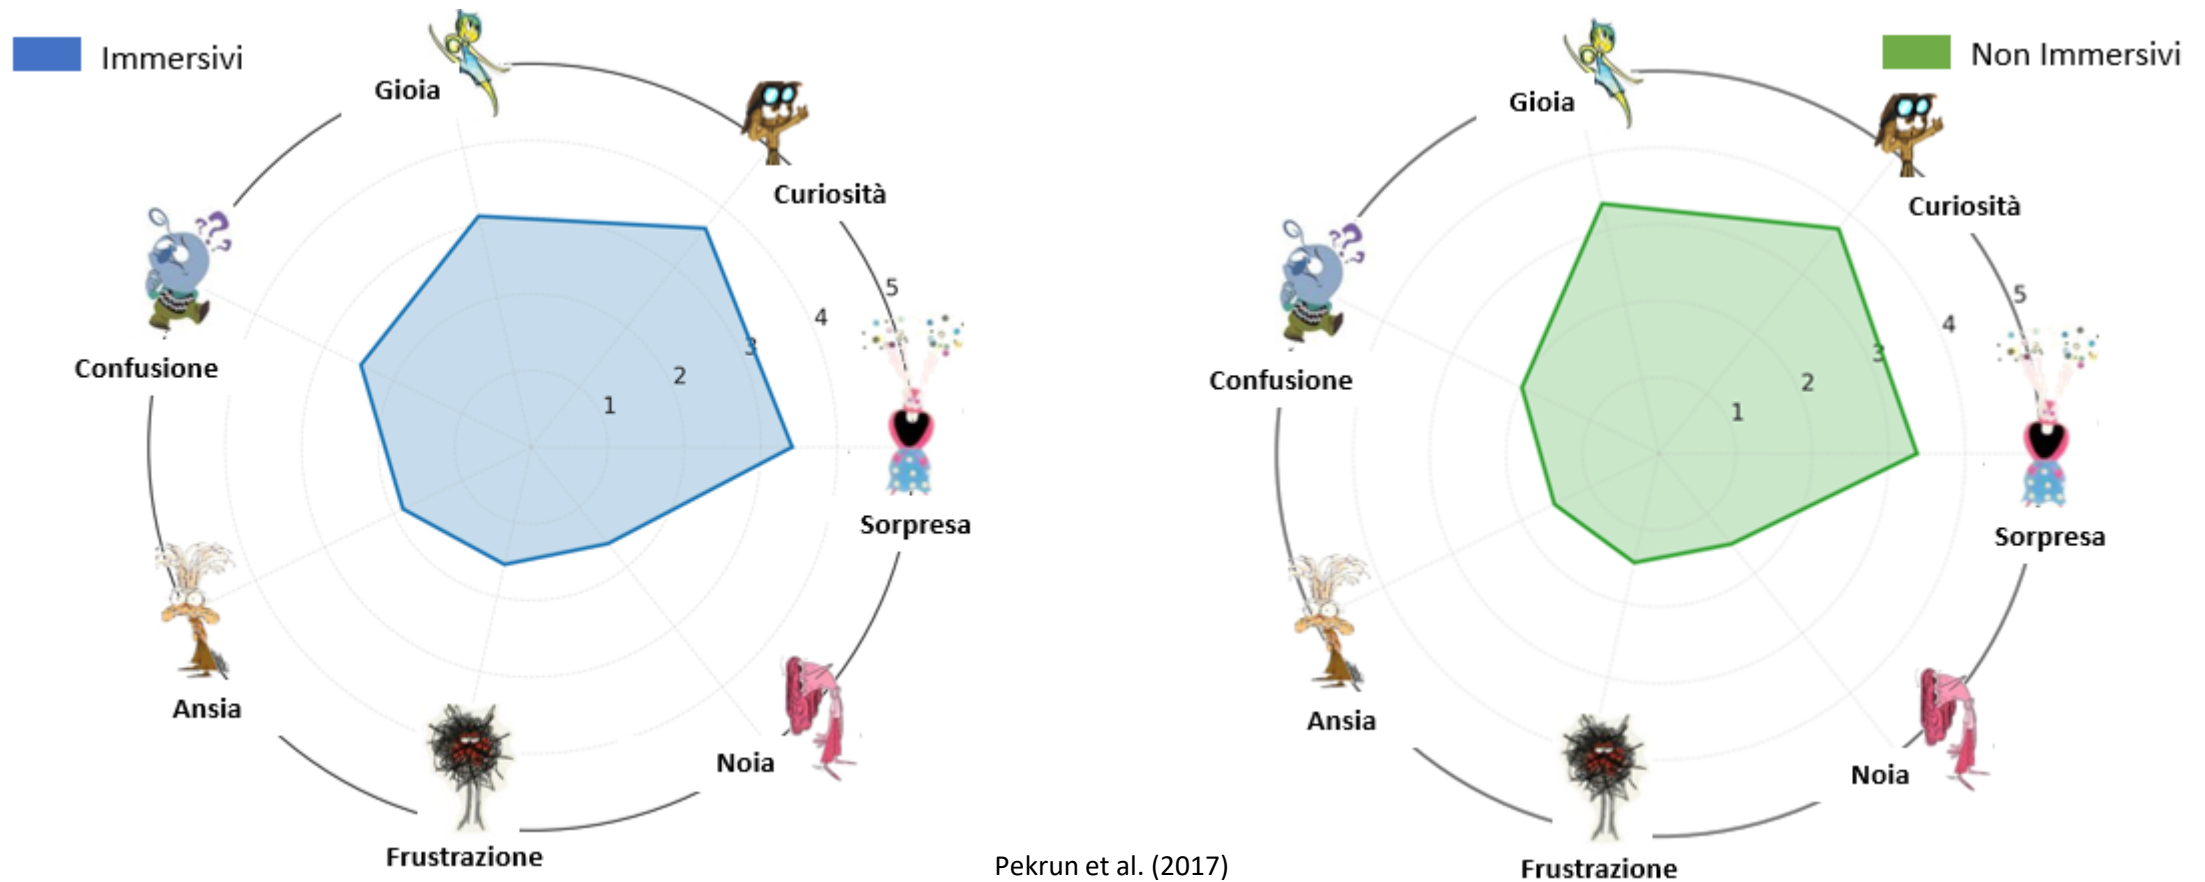 Immersivi
Gioia
Curiosità
5
4
3
2
1
Confusione
Sorpresa
Ansia
Noia
Frustrazione
Non Immersivi
Gioia
Curiosità
5
4
3
2
1
Confusione
Sorpresa
Ansia
Noia
Frustrazione
Pekrun et al. (2017)